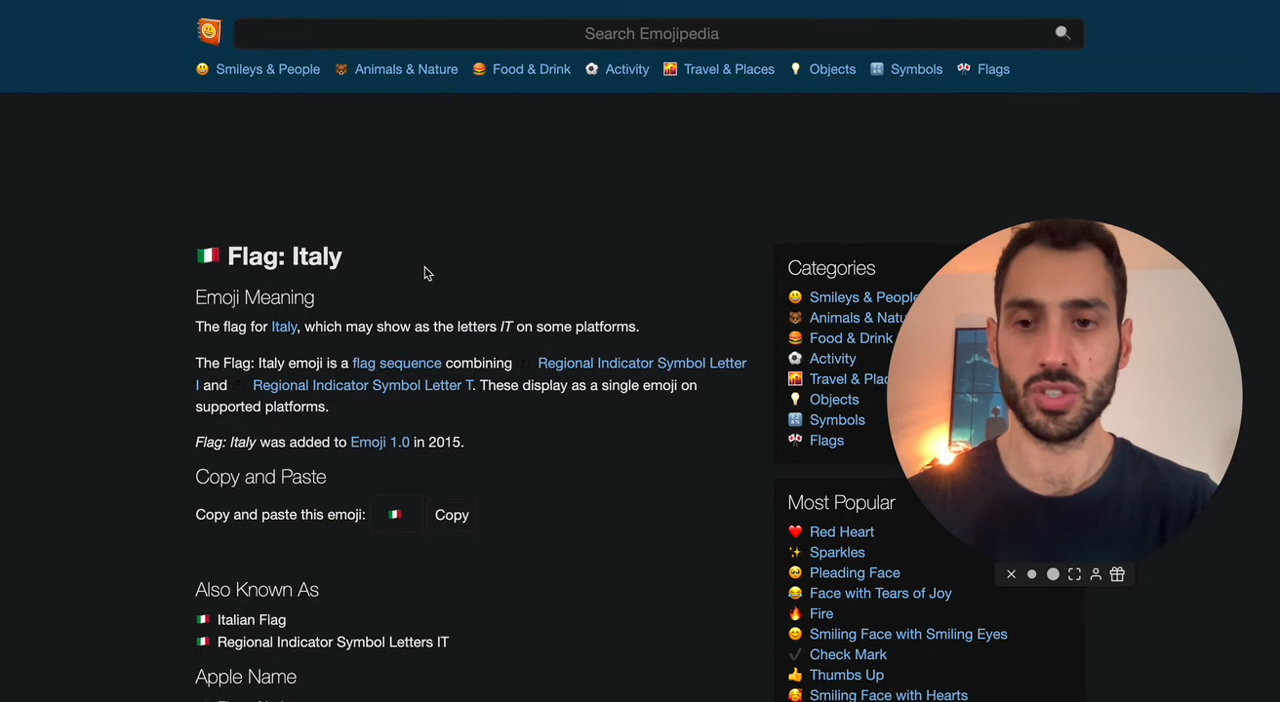 Search Emojipedia
Smileys & People Animals & Nature Food & Drink Activity Travel & Places Objects Symbols Flags
Flag: Italy
Emoji Meaning
The flag for Italy, which may show as the letters IT on some platforms.
The Flag: Italy emoji is a flag sequence combining Regional Indicator Symbol Letter
I and Regional Indicator Symbol Letter T. These display as a single emoji on
supported platforms.
Flag: Italy was added to Emoji 1.0 in 2015.
Copy and Paste
Copy and paste this emoji: Copy
Also Known As
Italian Flag
Regional Indicator Symbol Letters IT
Apple Name
Categories
Smileys & People
Animals & Natu
Food & Drink
Activity
Travel & Plac
Objects
Symbols
Flags
Most Popular
Red Heart
Sparkles
Pleading Face
Face with Tears of Joy
Fire
Smiling Face with Smiling Eyes
Check Mark
Thumbs Up
Smiling Face with Hearts